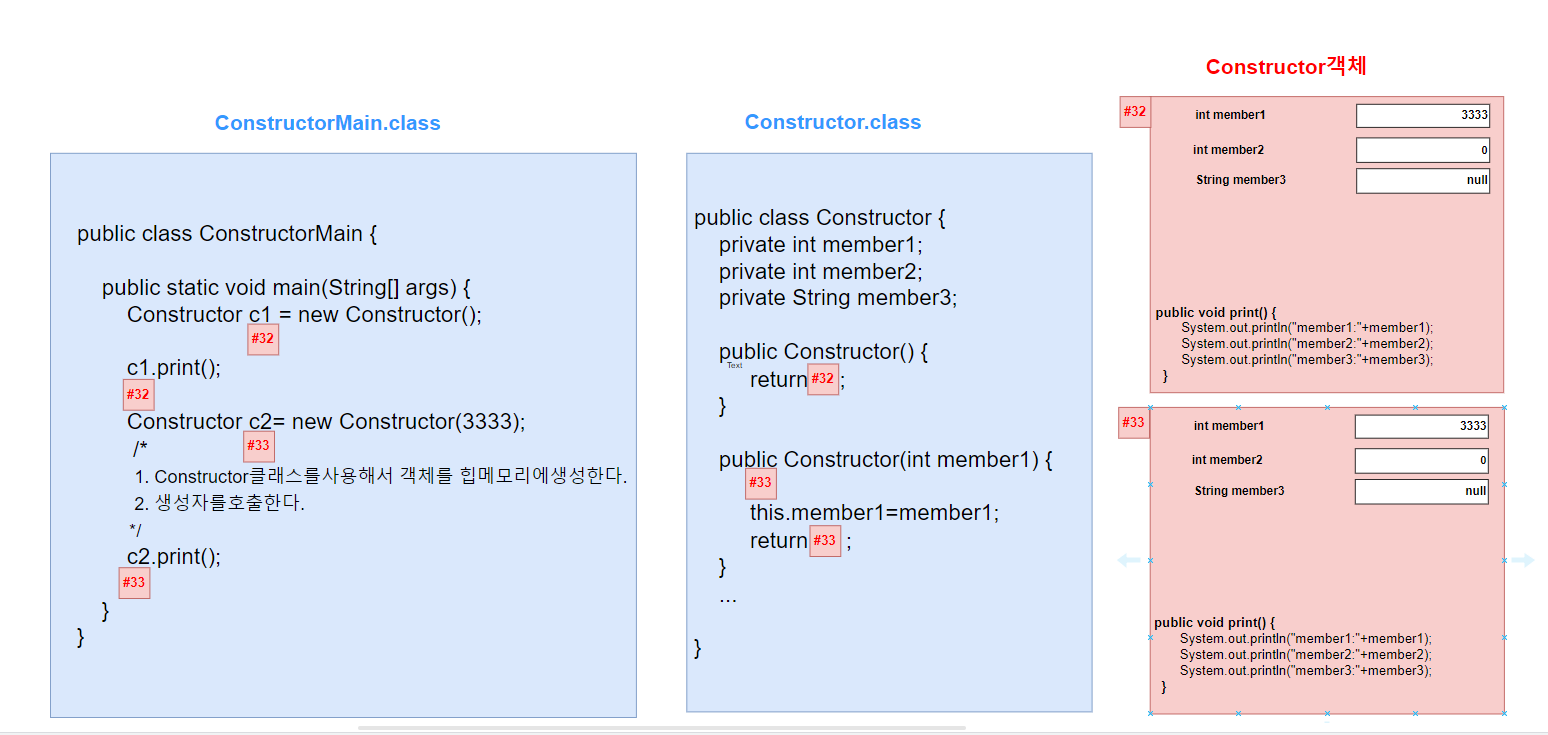 ConstructorMain.class
public class ConstructorMain {
public static void main(String[] args) {
Constructor c1 = new Constructor();
#32
c1.print();
#32
Constructor c2= new Constructor(3333);
#33
/*
1. Constructor클래스를사용해서 객체를 힙메모리에생성한다.
2. 생성자를호출한다.
*/
c2.print();
#33
}
}
Constructor.class
public class Constructor {
private int member1;
private int member2;
private String member3;
public Constructor() {
Text
return #32 ;
}
public Constructor(int member1) {
#33
this.member1=member1;
return #33 ;
}
...
}
Constructor객체
#32
int member1 3333
int member2 0
String member3 null
public void print() {
System.out.println("member1:"+member1);
System.out.println("member2:"+member2);
System.out.println("member3:"+member3);
}
#33
int member1 3333
int member2 0
String member3 null
public void print() {
System.out.println("member1:"+member1);
System.out.println("member2:"+member2);
System.out.println("member3:"+member3);
}